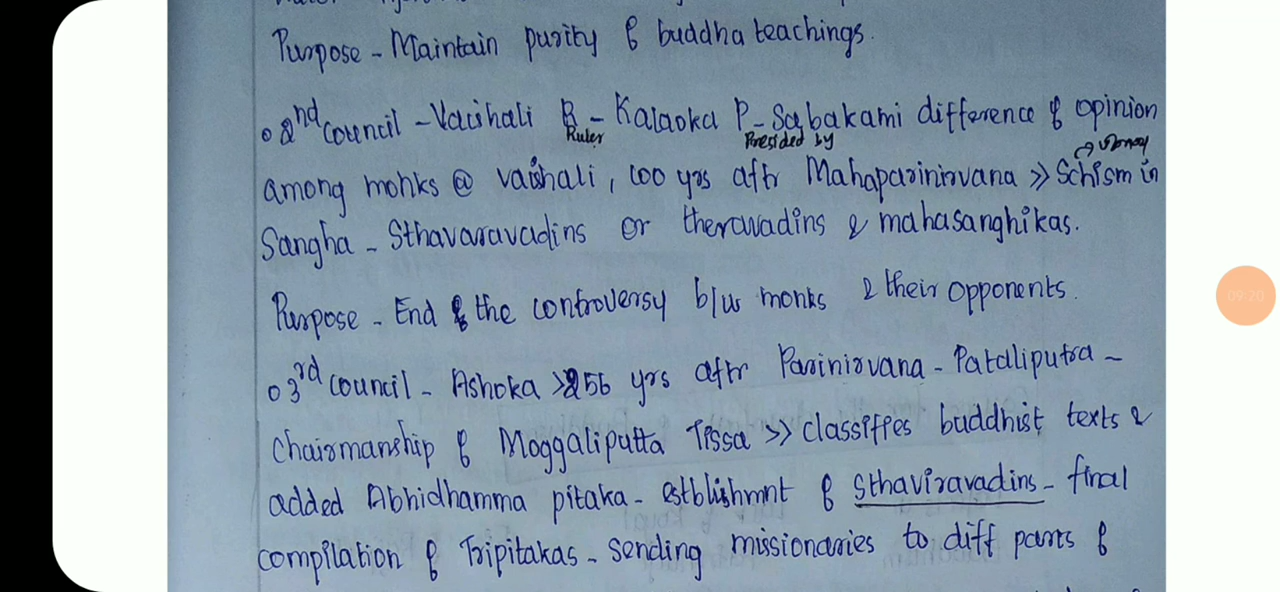 Purpose - Maintain purity of buddha teachings.
o 2nd council - Vaishali R - Kalaoka P - Sabakami difference of opinion
Ruler Presided by
among monks @ vaishali, 100 yrs aftr Mahaparinirvana >> Schism in
Sangha - Sthavaravadins or theravadins & mahasanghikas.
Purpose - End of the controversy b/w monks & their opponents.
o 3rd council - Ashoka > 256 yrs aftr Parinirvana - Pataliputra -
chairmanship of Moggaliputta Tissa >> classifies buddhist texts &
added Abhidhamma pitaka - estblishmnt of Sthaviravadins - final
compilation of Tripitakas - sending missionaries to diff parts of
09:20